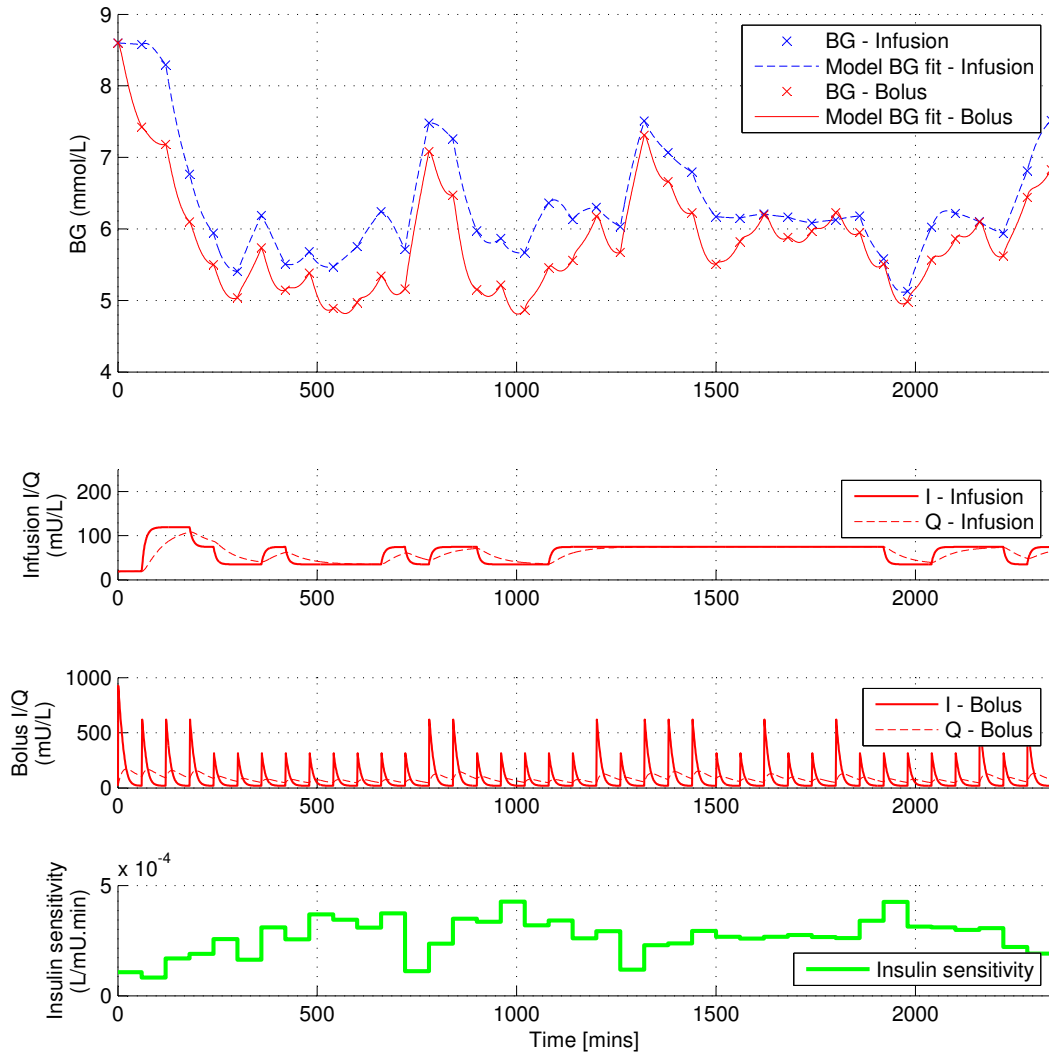 9
8
7
6
5
4
BG (mmol/L)
0
500
1000
1500
2000
BG - Infusion
Model BG fit - Infusion
BG - Bolus
Model BG fit - Bolus
200
100
0
Infusion I/Q
(mU/L)
0
500
1000
1500
2000
I - Infusion
Q - Infusion
1000
500
0
Bolus I/Q
(mU/L)
0
500
1000
1500
2000
I - Bolus
Q - Bolus
x 10^-4
5
0
Insulin sensitivity
(L/mU.min)
0
500
1000
1500
2000
Insulin sensitivity
Time [mins]